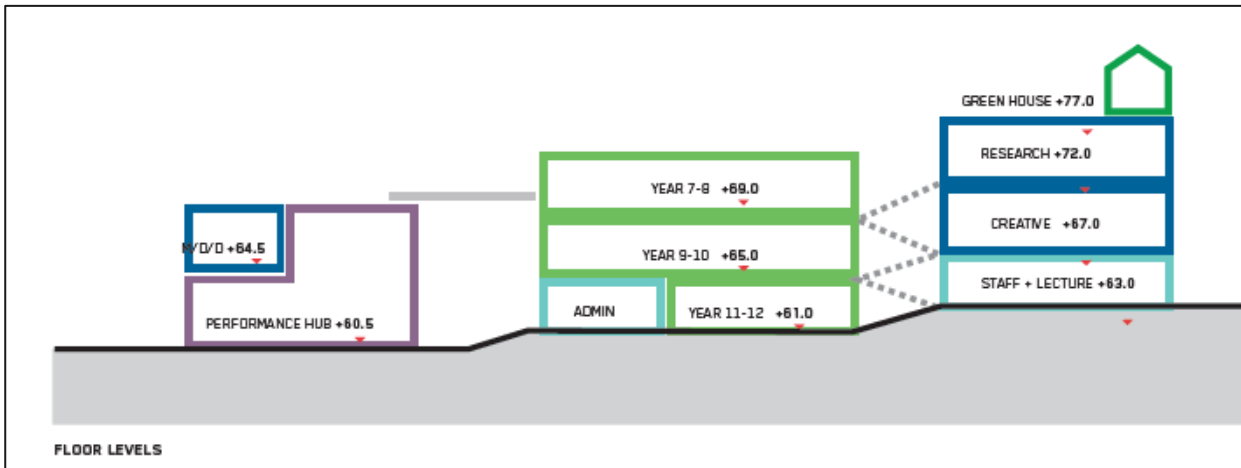 GREEN HOUSE +77.0
RESEARCH +72.0
YEAR 7-8 +69.0
CREATIVE +67.0
M/D/D +64.5
YEAR 9-10 +65.0
STAFF + LECTURE +63.0
PERFORMANCE HUB +60.5
ADMIN
YEAR 11-12 +61.0
FLOOR LEVELS